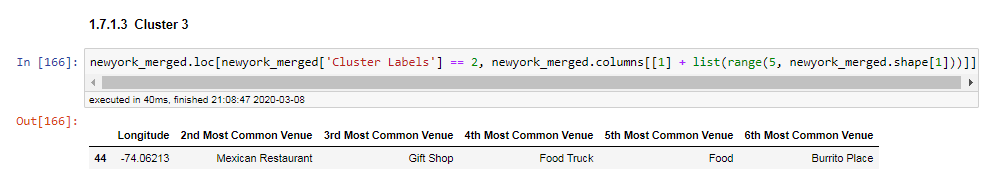 1.7.1.3 Cluster 3
In [166]: newyork_merged.loc[newyork_merged['Cluster Labels'] == 2, newyork_merged.columns[[1] + list(range(5, newyork_merged.shape[1]))]]
executed in 40ms, finished 21:08:47 2020-03-08
Out[166]:
Longitude 2nd Most Common Venue 3rd Most Common Venue 4th Most Common Venue 5th Most Common Venue 6th Most Common Venue
44 -74.06213 Mexican Restaurant Gift Shop Food Truck Food Burrito Place